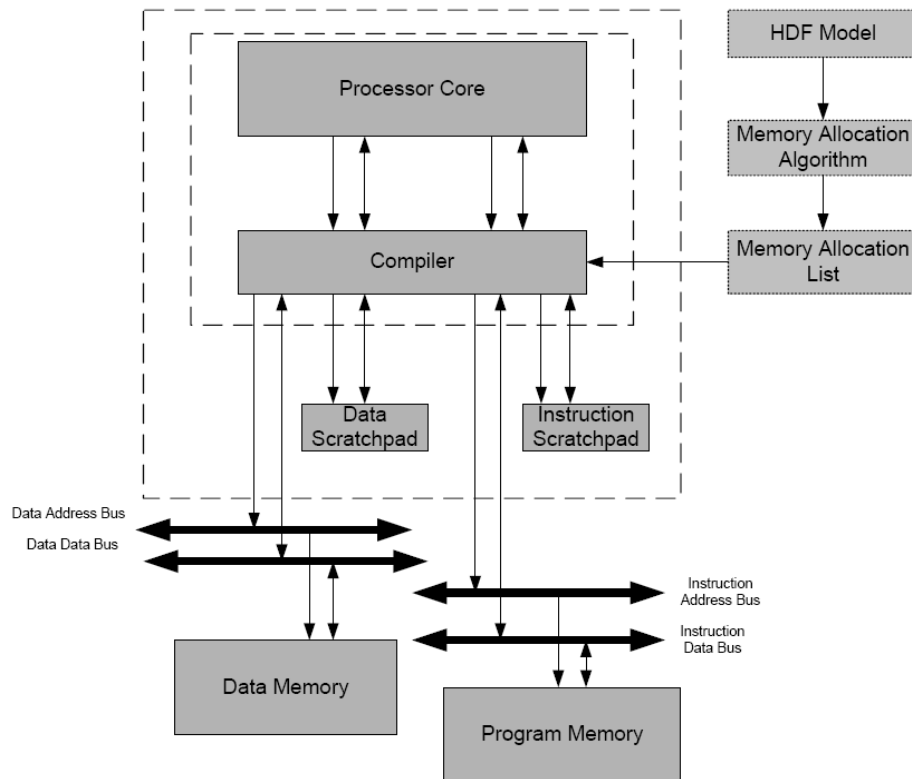 HDF Model
Processor Core
Memory Allocation
Algorithm
Compiler
Memory Allocation
List
Data
Scratchpad
Instruction
Scratchpad
Data Address Bus
Data Data Bus
Instruction
Address Bus
Instruction
Data Bus
Data Memory
Program Memory